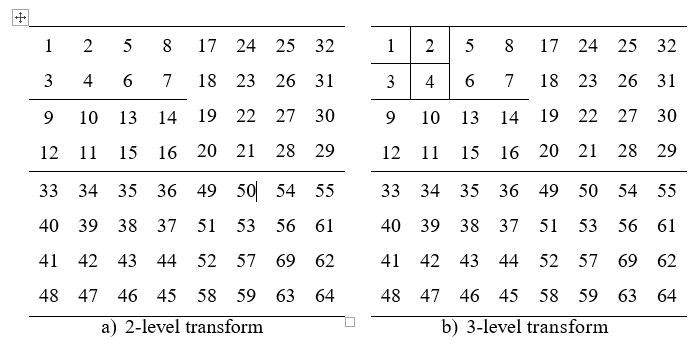 1 2 5 8 17 24 25 32
3 4 6 7 18 23 26 31
9 10 13 14 19 22 27 30
12 11 15 16 20 21 28 29
33 34 35 36 49 50 54 55
40 39 38 37 51 53 56 61
41 42 43 44 52 57 69 62
48 47 46 45 58 59 63 64
a) 2-level transform
1 2 5 8 17 24 25 32
3 4 6 7 18 23 26 31
9 10 13 14 19 22 27 30
12 11 15 16 20 21 28 29
33 34 35 36 49 50 54 55
40 39 38 37 51 53 56 61
41 42 43 44 52 57 69 62
48 47 46 45 58 59 63 64
b) 3-level transform